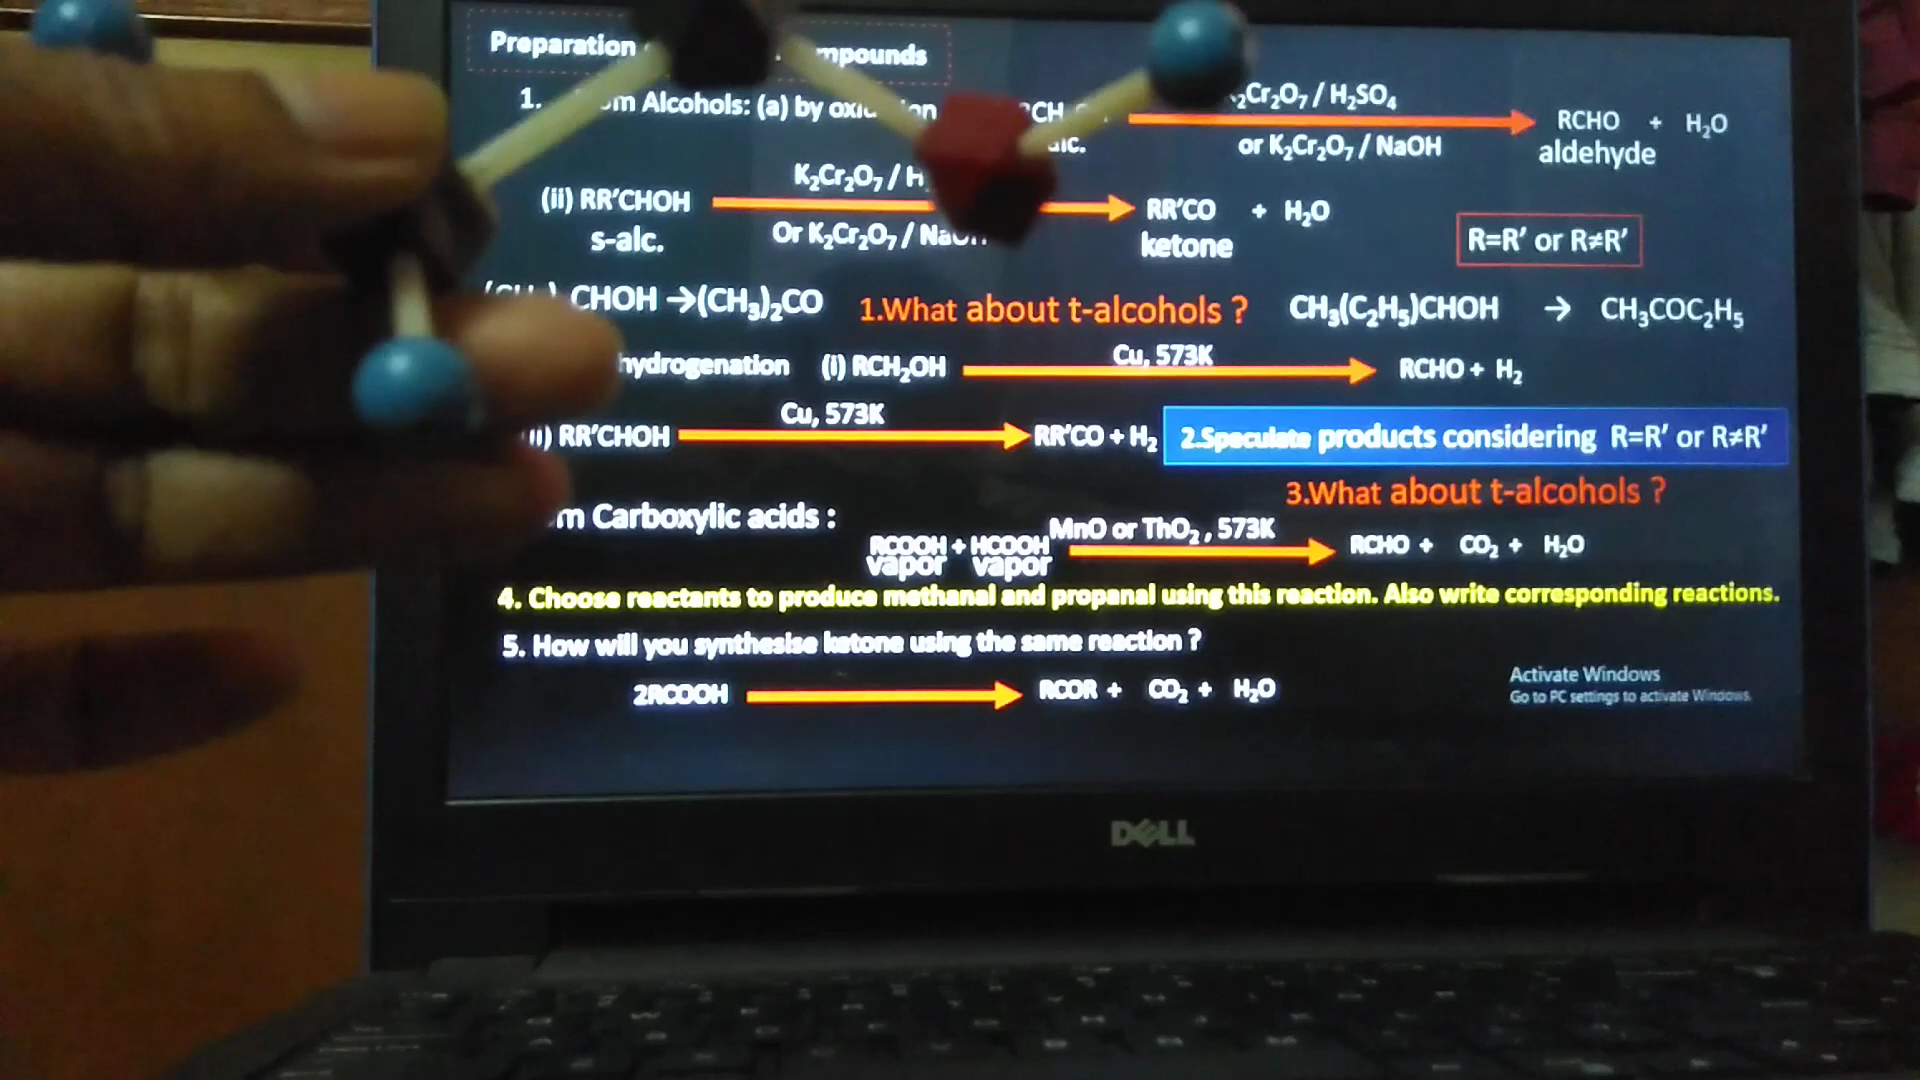 Preparation mpounds
1. m Alcohols: (a) by oxid on RCH
K₂Cr₂O₇ / H₂SO₄
or K₂Cr₂O₇ / NaOH
RCHO + H₂O
aldehyde
(ii) RR′CHOH
s-alc.
K₂Cr₂O₇ / H
Or K₂Cr₂O₇ / NaOH
RR′CO + H₂O
ketone
R=R′ or R≠R′
CHOH →(CH₃)₂CO
1.What about t-alcohols ?
CH₃(C₂H₅)CHOH → CH₃COC₂H₅
hydrogenation (i) RCH₂OH
Cu, 573K
RCHO + H₂
ii) RR′CHOH
Cu, 573K
RR′CO + H₂
2.Speculate products considering R=R′ or R≠R′
3.What about t-alcohols ?
m Carboxylic acids :
RCOOH + HCOOH
vapor vapor
MnO or ThO₂ , 573K
RCHO + CO₂ + H₂O
4. Choose reactants to produce methanal and propanal using this reaction. Also write corresponding reactions.
5. How will you synthesise ketone using the same reaction ?
2RCOOH
RCOR + CO₂ + H₂O
Activate Windows
Go to PC settings to activate Windows.
DELL